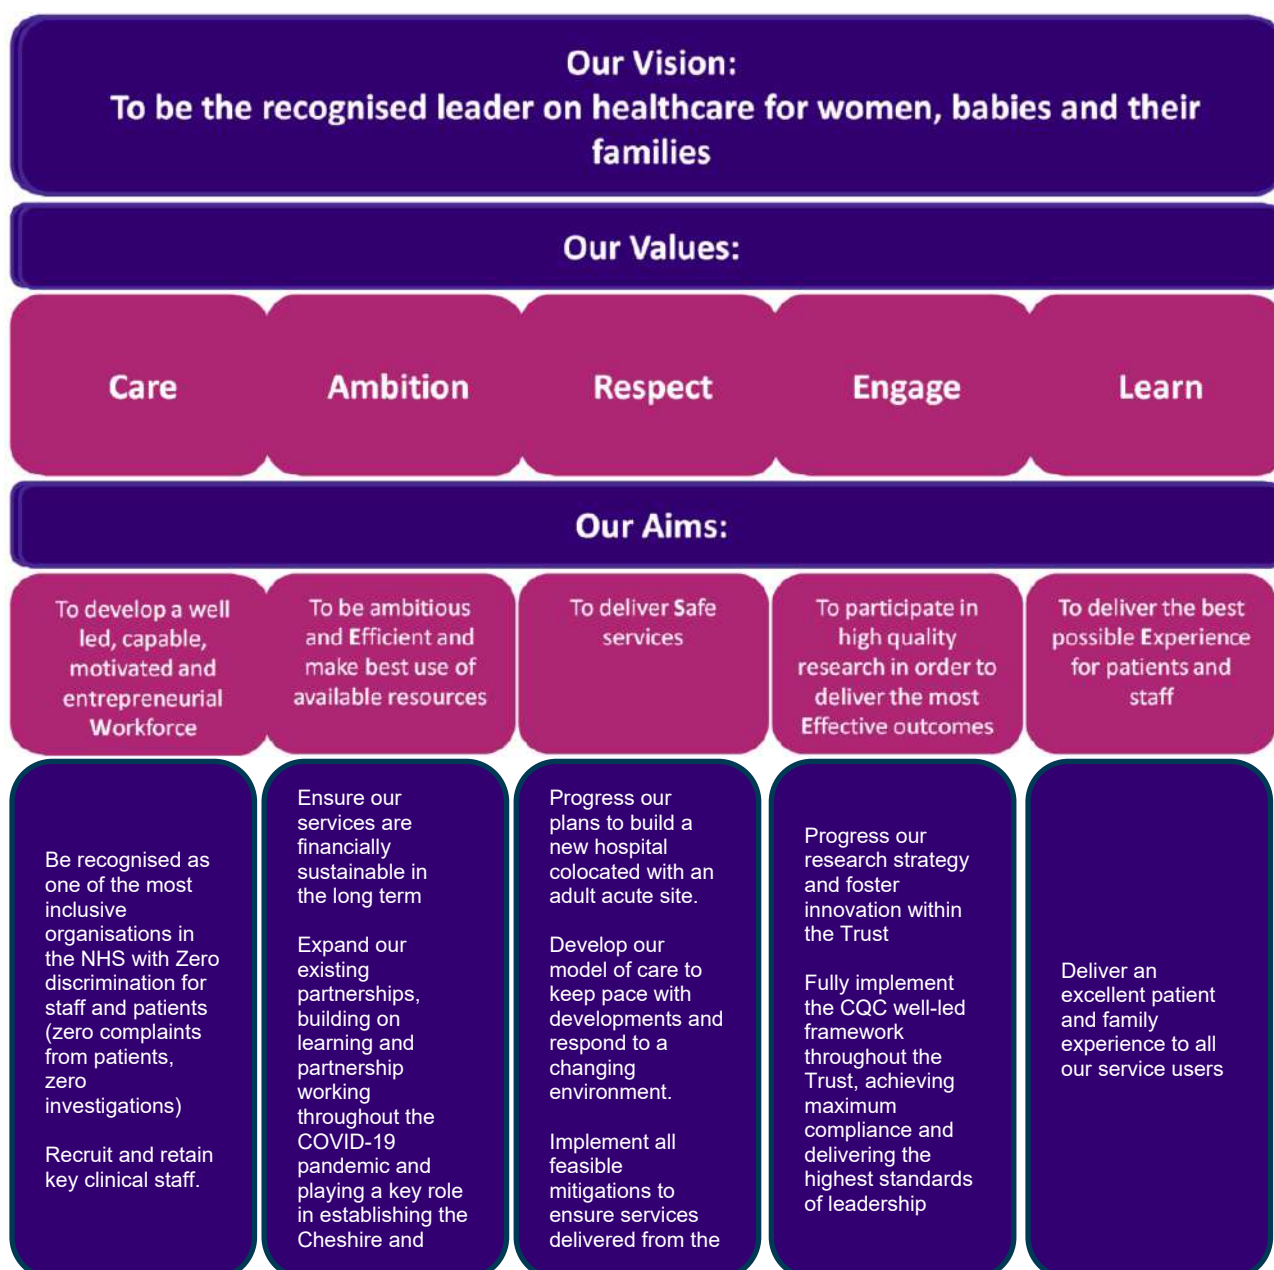 Our Vision:
To be the recognised leader on healthcare for women, babies and their
families
Our Values:
Care
Ambition
Respect
Engage
Learn
Our Aims:
To develop a well
led, capable,
motivated and
entrepreneurial
Workforce
To be ambitious
and Efficient and
make best use of
available resources
To deliver Safe
services
To participate in
high quality
research in order to
deliver the most
Effective outcomes
To deliver the best
possible Experience
for patients and
staff
Be recognised as
one of the most
inclusive
organisations in
the NHS with Zero
discrimination for
staff and patients
(zero complaints
from patients,
zero
investigations)
Recruit and retain
key clinical staff.
Ensure our
services are
financially
sustainable in
the long term
Expand our
existing
partnerships,
building on
learning and
partnership
working
throughout the
COVID-19
pandemic and
playing a key role
in establishing the
Cheshire and
Progress our
plans to build a
new hospital
colocated with an
adult acute site.
Develop our
model of care to
keep pace with
developments and
respond to a
changing
environment.
Implement all
feasible
mitigations to
ensure services
delivered from the
Progress our
research strategy
and foster
innovation within
the Trust
Fully implement
the CQC well-led
framework
throughout the
Trust, achieving
maximum
compliance and
delivering the
highest standards
of leadership
Deliver an
excellent patient
and family
experience to all
our service users